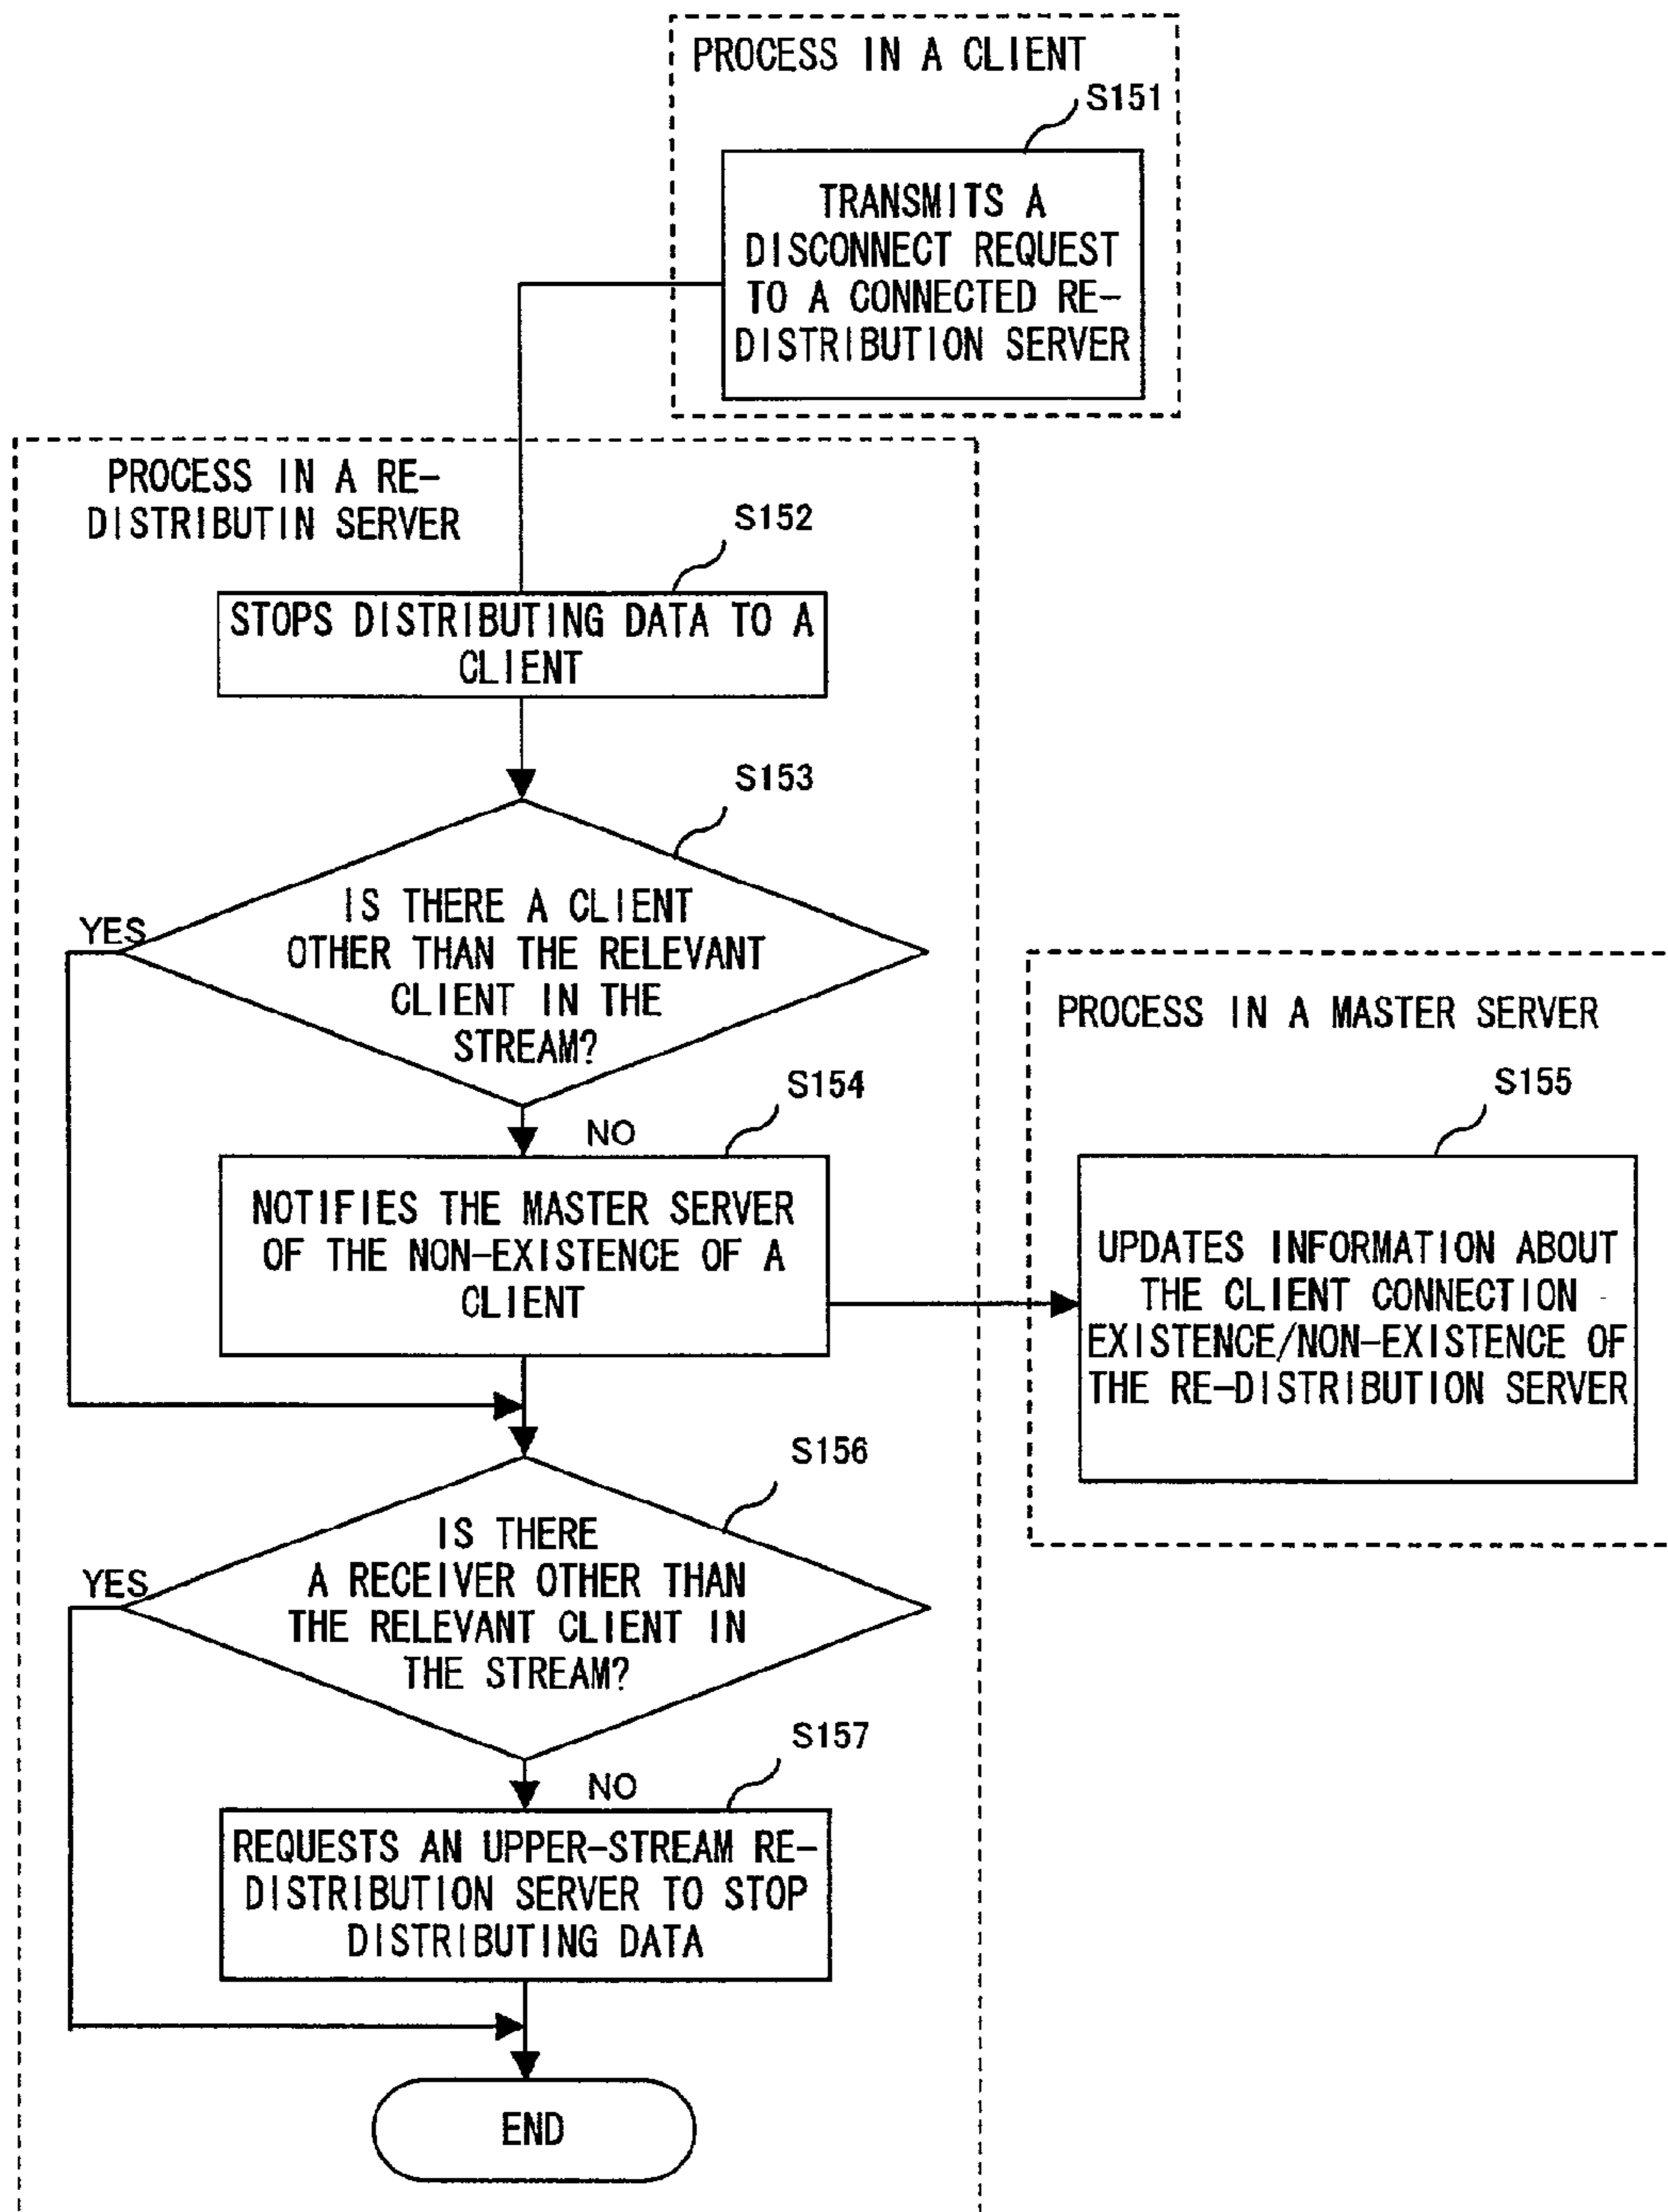 PROCESS IN A CLIENT
S151
TRANSMITS A
DISCONNECT REQUEST
TO A CONNECTED RE-
DISTRIBUTION SERVER
PROCESS IN A RE-
DISTRIBUTIN SERVER
S152
STOPS DISTRIBUTING DATA TO A
CLIENT
S153
IS THERE A CLIENT
OTHER THAN THE RELEVANT
CLIENT IN THE
STREAM?
YES
NO
S154
NOTIFIES THE MASTER SERVER
OF THE NON-EXISTENCE OF A
CLIENT
PROCESS IN A MASTER SERVER
S155
UPDATES INFORMATION ABOUT
THE CLIENT CONNECTION
EXISTENCE/NON-EXISTENCE OF
THE RE-DISTRIBUTION SERVER
S156
IS THERE
A RECEIVER OTHER THAN
THE RELEVANT CLIENT IN
THE STREAM?
YES
NO
S157
REQUESTS AN UPPER-STREAM RE-
DISTRIBUTION SERVER TO STOP
DISTRIBUTING DATA
END